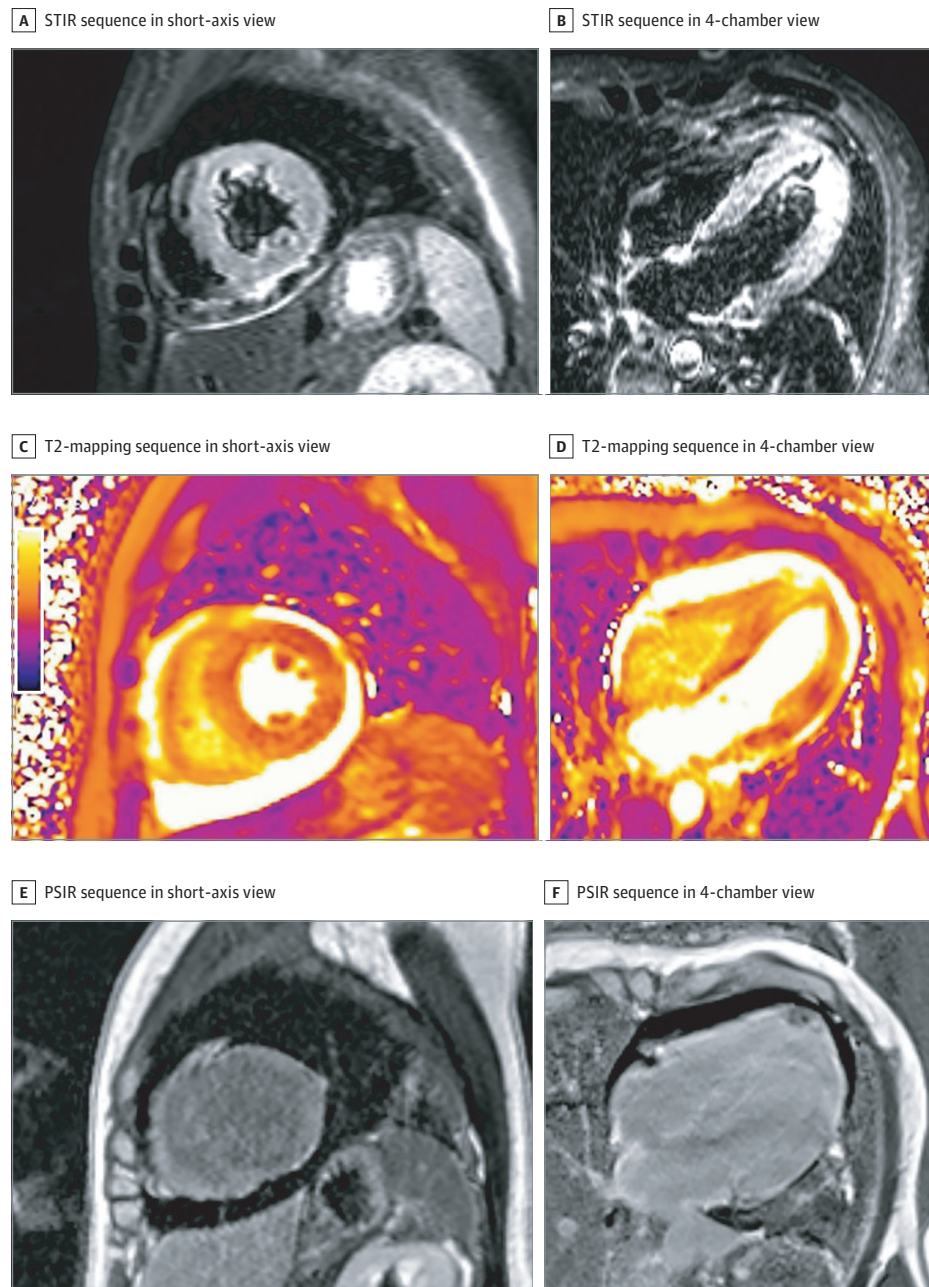 A STIR sequence in short-axis view
B STIR sequence in 4-chamber view
C T2-mapping sequence in short-axis view
D T2-mapping sequence in 4-chamber view
E PSIR sequence in short-axis view
F PSIR sequence in 4-chamber view